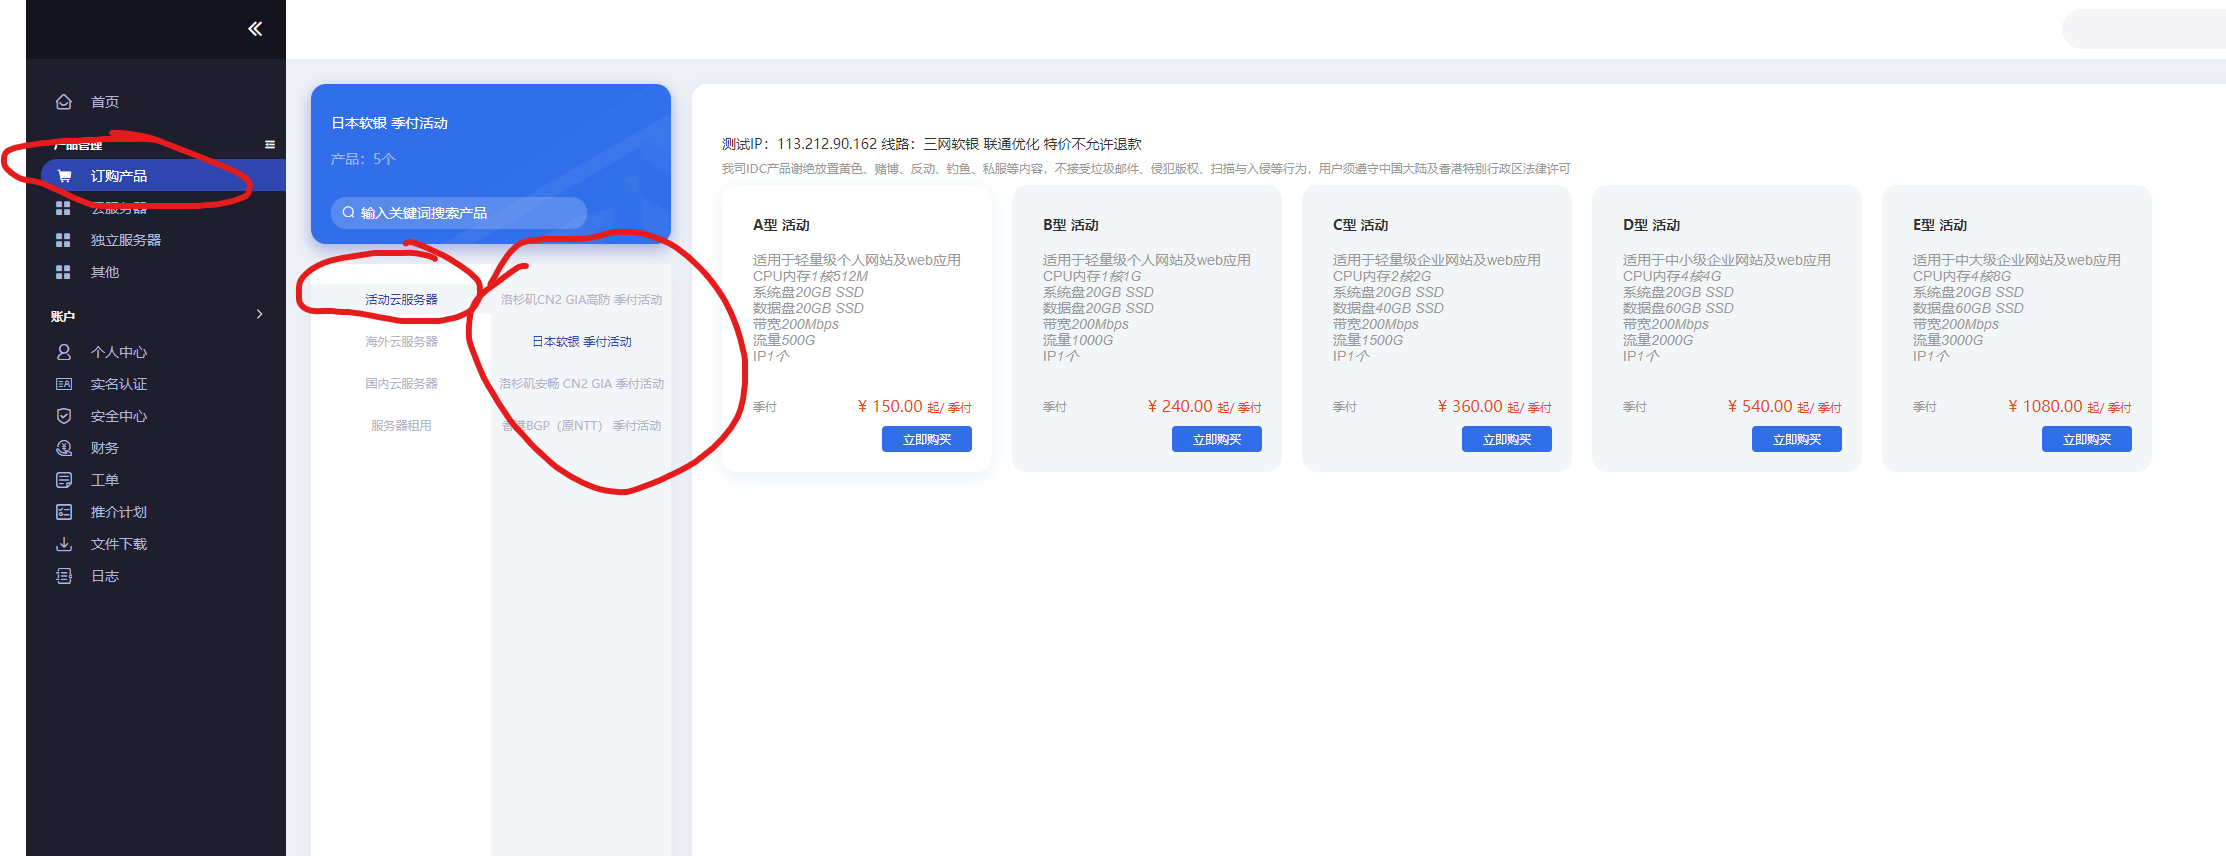 首页
产品管理
订购产品
云服务器
独立服务器
其他
账户
个人中心
实名认证
安全中心
财务
工单
推介计划
文件下载
日志
日本软银 季付活动
产品：5个
输入关键词搜索产品
活动云服务器
海外云服务器
国内云服务器
服务器租用
洛杉矶CN2 GIA高防 季付活动
日本软银 季付活动
洛杉矶安畅 CN2 GIA 季付活动
香港BGP（原NTT） 季付活动
测试IP：113.212.90.162 线路：三网软银 联通优化 特价不允许退款
我司IDC产品谢绝放置黄色、赌博、反动、钓鱼、私服等内容，不接受垃圾邮件、侵犯版权、扫描与入侵等行为，用户须遵守中国大陆及香港特别行政区法律许可
A型 活动
适用于轻量级个人网站及web应用
CPU内存1核512M
系统盘20GB SSD
数据盘20GB SSD
带宽200Mbps
流量500G
IP1个
季付
¥ 150.00 起/ 季付
立即购买
B型 活动
适用于轻量级个人网站及web应用
CPU内存1核1G
系统盘20GB SSD
数据盘20GB SSD
带宽200Mbps
流量1000G
IP1个
季付
¥ 240.00 起/ 季付
立即购买
C型 活动
适用于轻量级企业网站及web应用
CPU内存2核2G
系统盘20GB SSD
数据盘40GB SSD
带宽200Mbps
流量1500G
IP1个
季付
¥ 360.00 起/ 季付
立即购买
D型 活动
适用于中小级企业网站及web应用
CPU内存4核4G
系统盘20GB SSD
数据盘60GB SSD
带宽200Mbps
流量2000G
IP1个
季付
¥ 540.00 起/ 季付
立即购买
E型 活动
适用于中大级企业网站及web应用
CPU内存4核8G
系统盘20GB SSD
数据盘60GB SSD
带宽200Mbps
流量3000G
IP1个
季付
¥ 1080.00 起/ 季付
立即购买